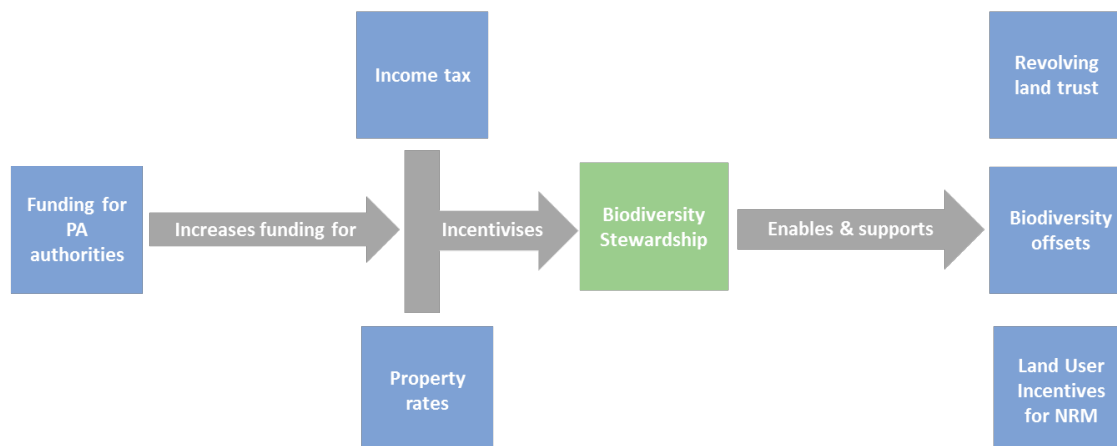 Income tax
Revolving
land trust
Funding for
PA
authorities
Increases funding for
Incentivises
Biodiversity
Stewardship
Enables & supports
Biodiversity
offsets
Property
rates
Land User
Incentives
for NRM